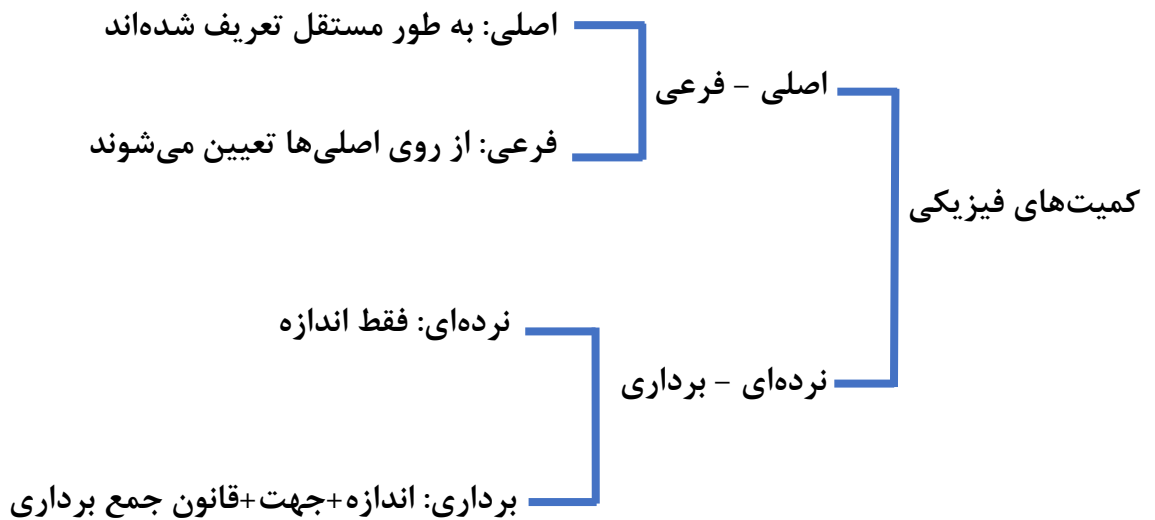 کمیت‌های فیزیکی
اصلی – فرعی
اصلی: به طور مستقل تعریف شده‌اند
فرعی: از روی اصلی‌ها تعیین می‌شوند
نرده‌ای – برداری
نرده‌ای: فقط اندازه
برداری: اندازه+جهت+قانون جمع برداری